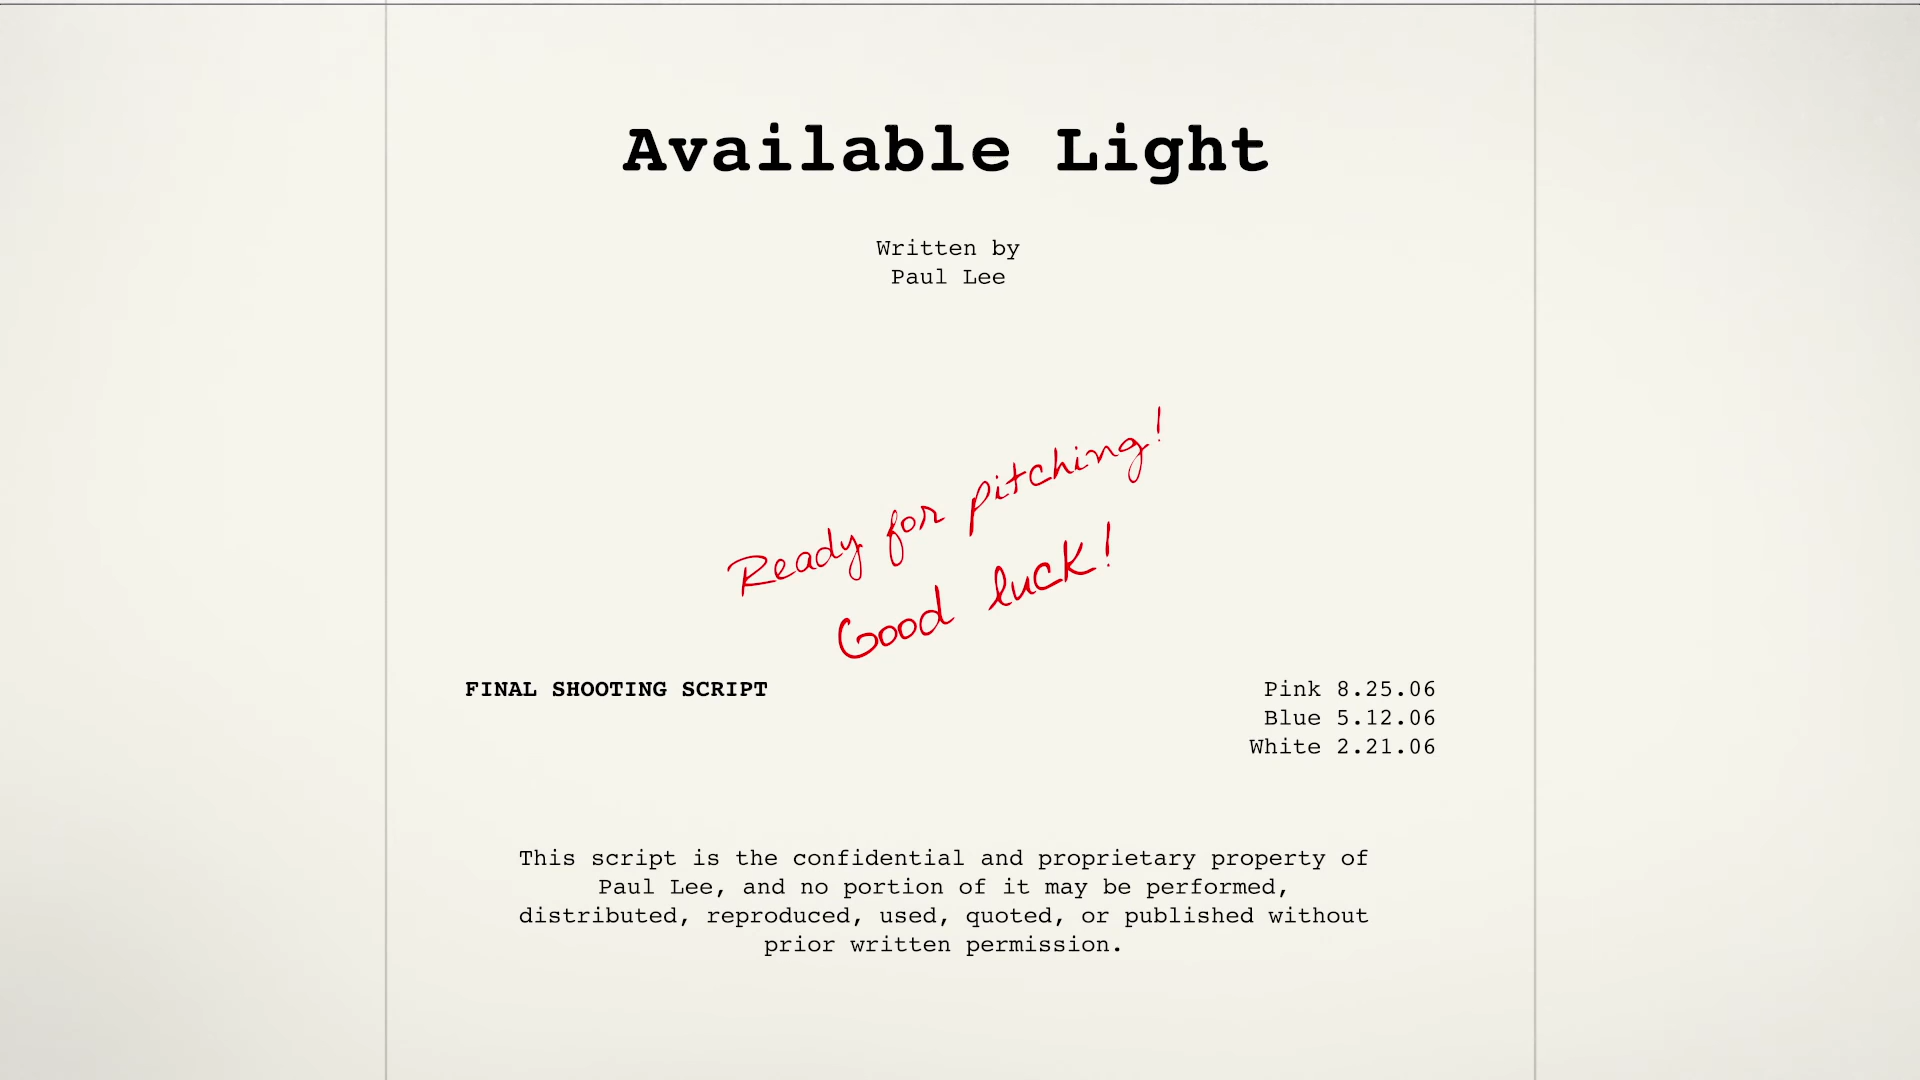 Available Light
Written by
Paul Lee
Ready for pitching!
Good luck!
FINAL SHOOTING SCRIPT
Pink 8.25.06
Blue 5.12.06
White 2.21.06
This script is the confidential and proprietary property of
Paul Lee, and no portion of it may be performed,
distributed, reproduced, used, quoted, or published without
prior written permission.